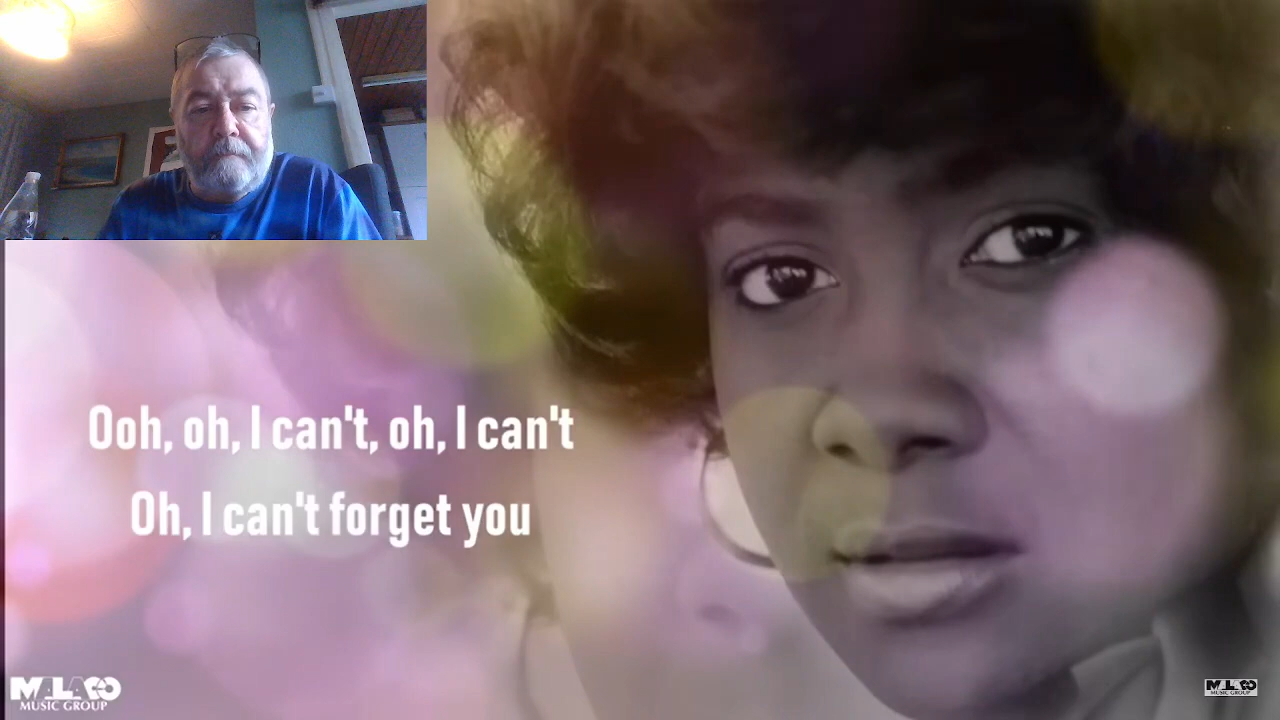 Ooh, oh, I can't, oh, I can't
Oh, I can't forget you
MALACO
MUSIC GROUP
MALACO
MUSIC GROUP